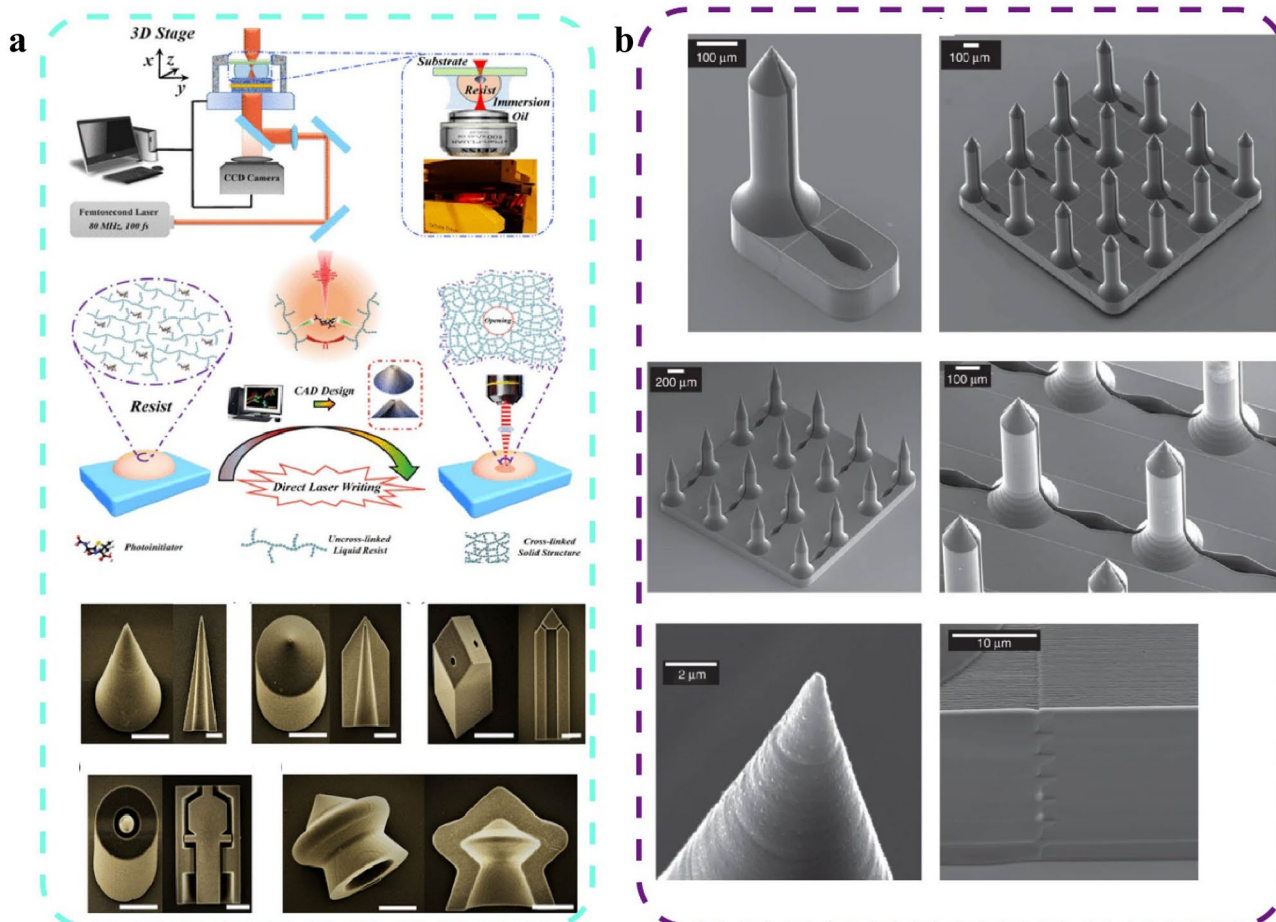 a
3D Stage
x
z
y
Substrate
Resist
Immersion
Oil
CCD Camera
Femtosecond Laser
80 MHz, 100 fs
Opening
CAD Design
Resist
Direct Laser Writing
Photoinitiator
Uncross-linked
Liquid Resist
Cross-linked
Solid Structure
b
100 µm
100 µm
200 µm
100 µm
2 µm
10 µm